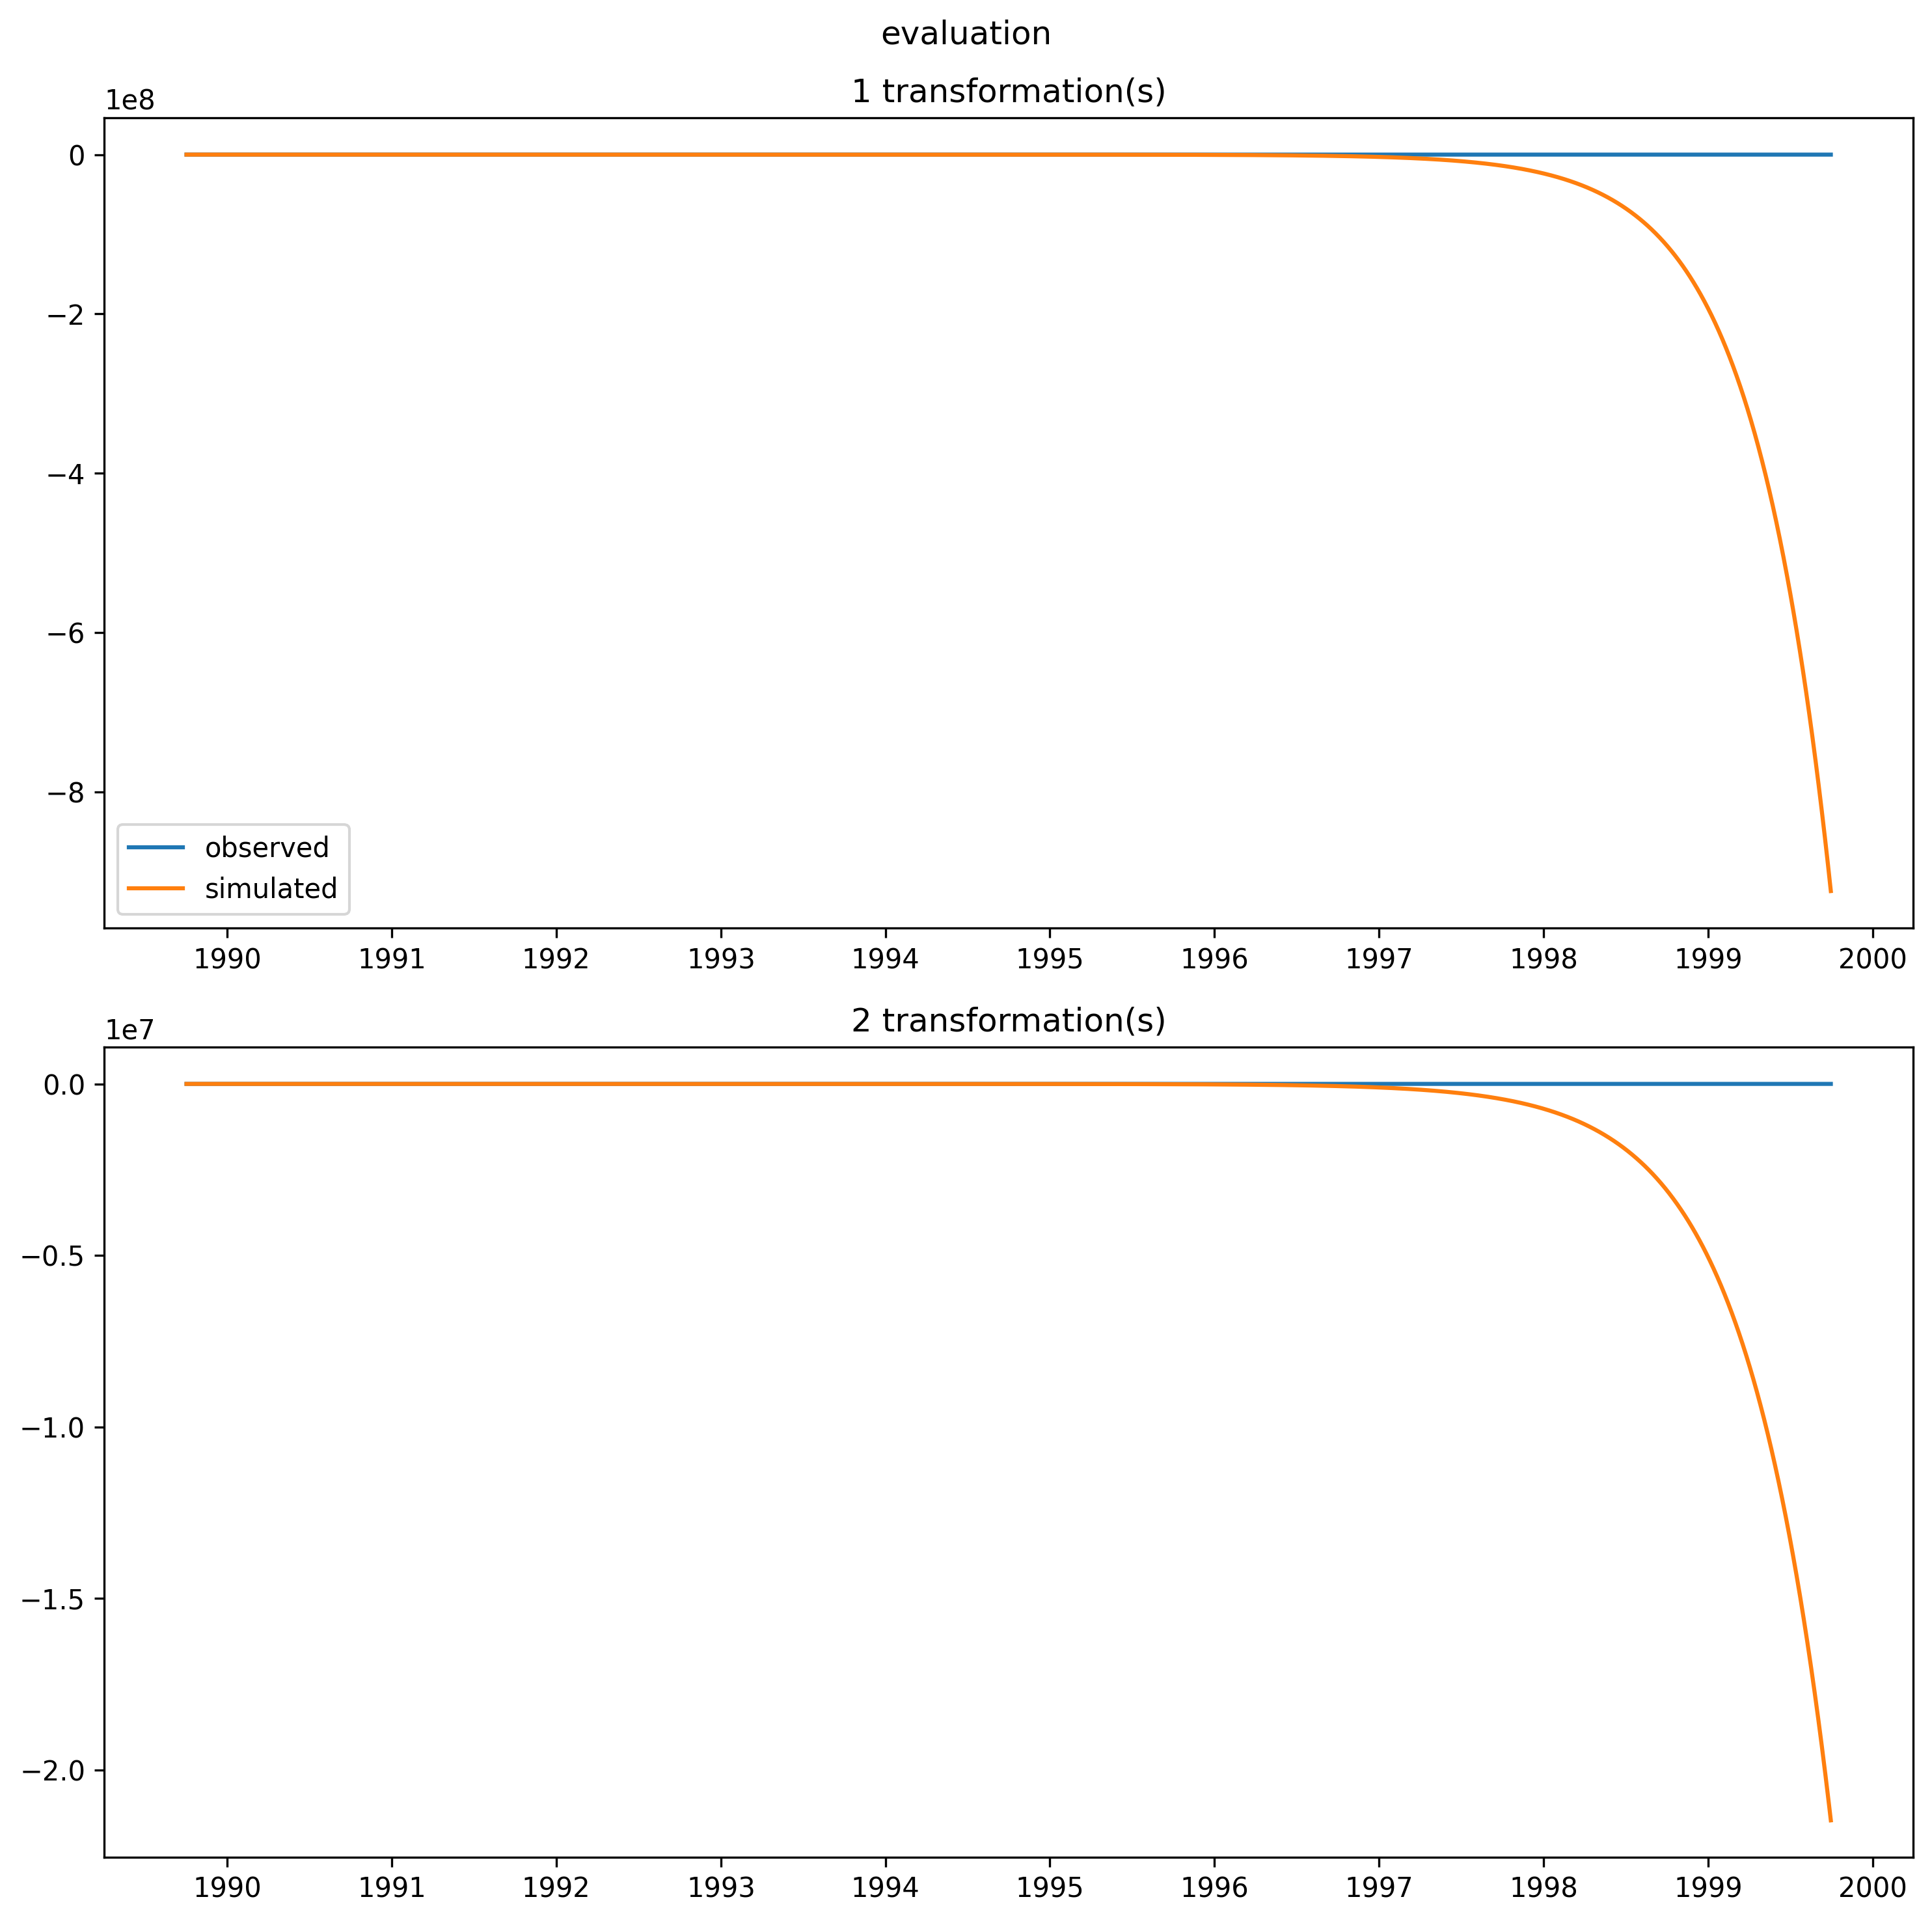 evaluation
1 transformation(s)
1e8
0
−2
−4
−6
−8
observed
simulated
1990 1991 1992 1993 1994 1995 1996 1997 1998 1999 2000
2 transformation(s)
1e7
0.0
−0.5
−1.0
−1.5
−2.0
1990 1991 1992 1993 1994 1995 1996 1997 1998 1999 2000